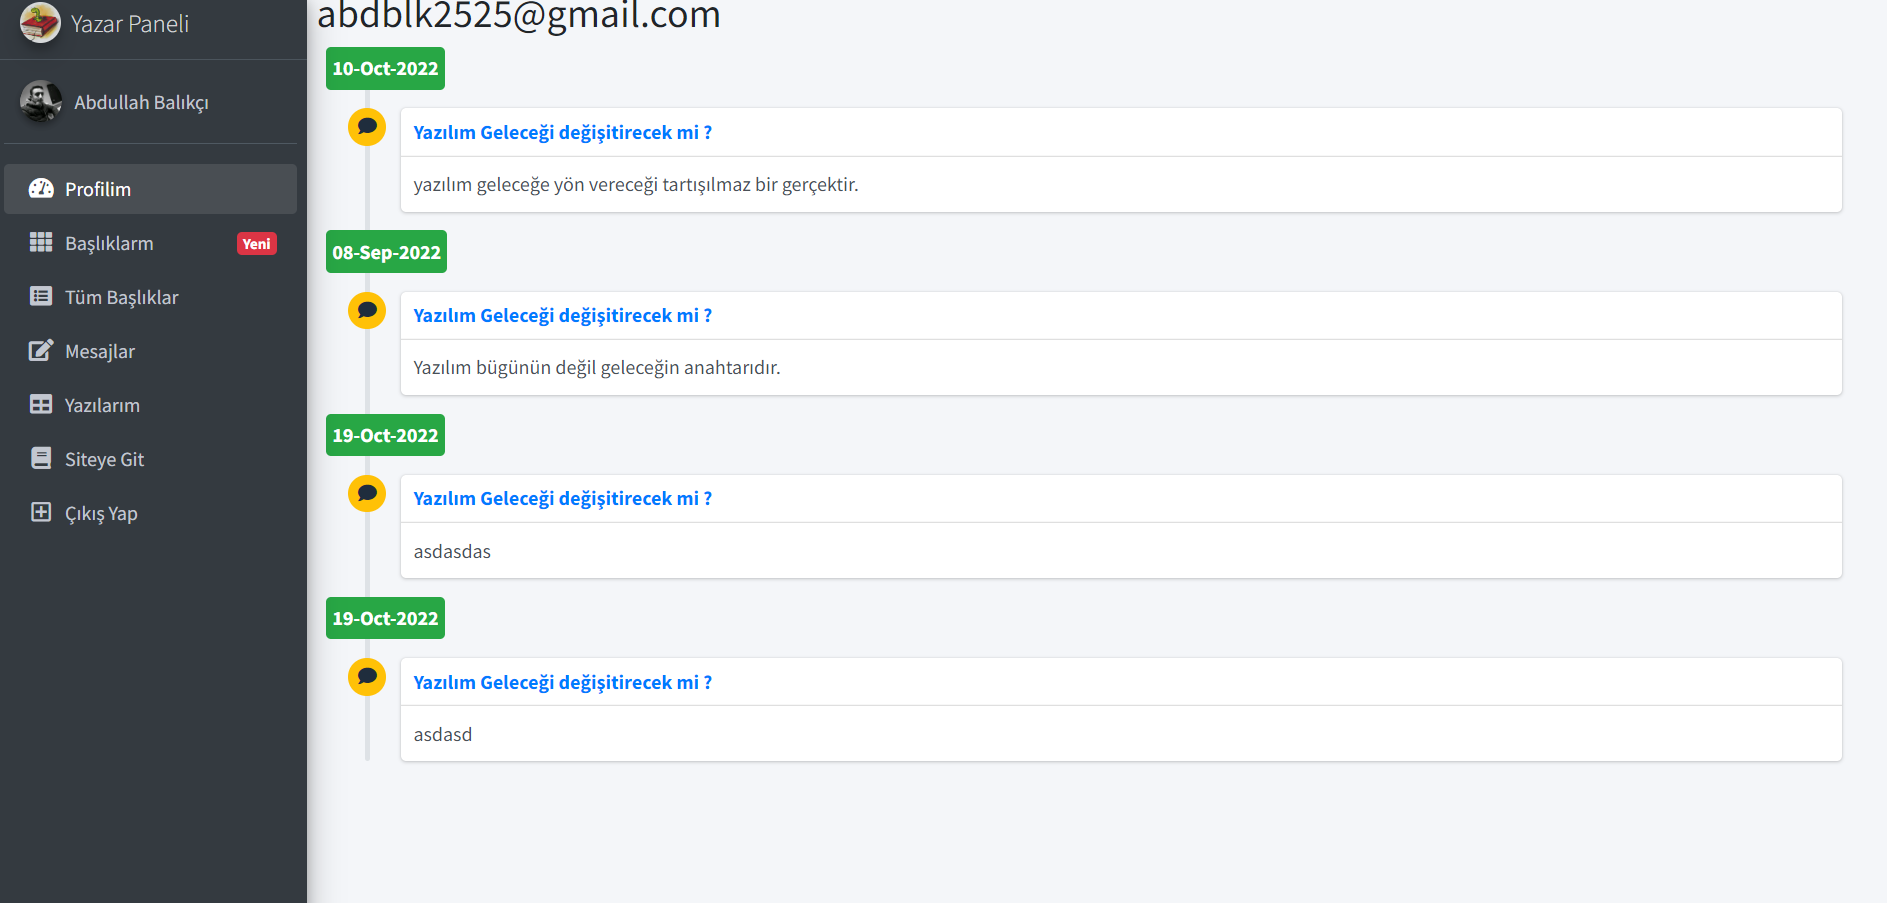 Yazar Paneli
Abdullah Balıkçı
Profilim
Başlıklarm
Yeni
Tüm Başlıklar
Mesajlar
Yazılarım
Siteye Git
Çıkış Yap
abdblk2525@gmail.com
10-Oct-2022
Yazılım Geleceği değişitirecek mi ?
yazılım geleceğe yön vereceği tartışılmaz bir gerçektir.
08-Sep-2022
Yazılım Geleceği değişitirecek mi ?
Yazılım bügünün değil geleceğin anahtarıdır.
19-Oct-2022
Yazılım Geleceği değişitirecek mi ?
asdasdas
19-Oct-2022
Yazılım Geleceği değişitirecek mi ?
asdasd